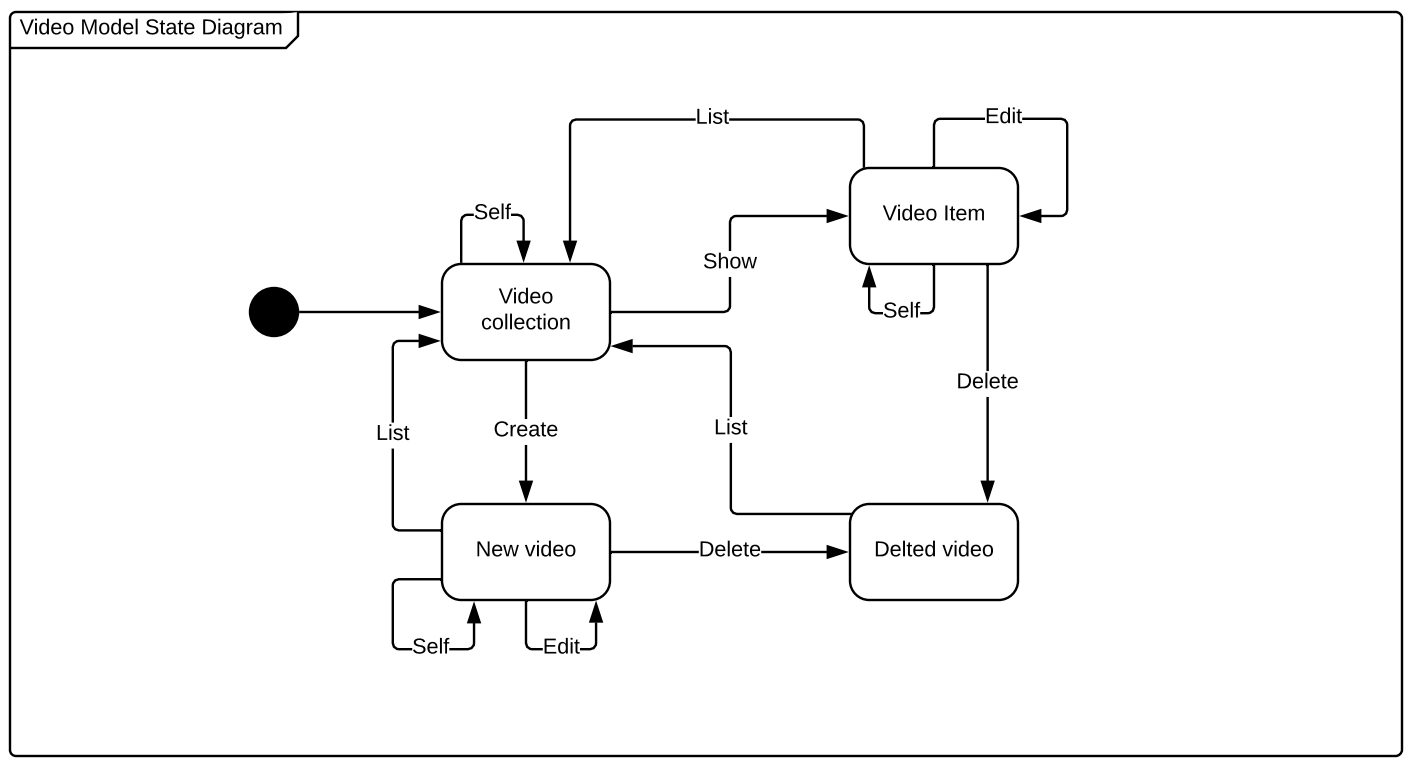 Video Model State Diagram
List
Edit
Self
Video Item
Show
Video
collection
Self
Delete
List
Create
List
New video
Delete
Delted video
Self
Edit